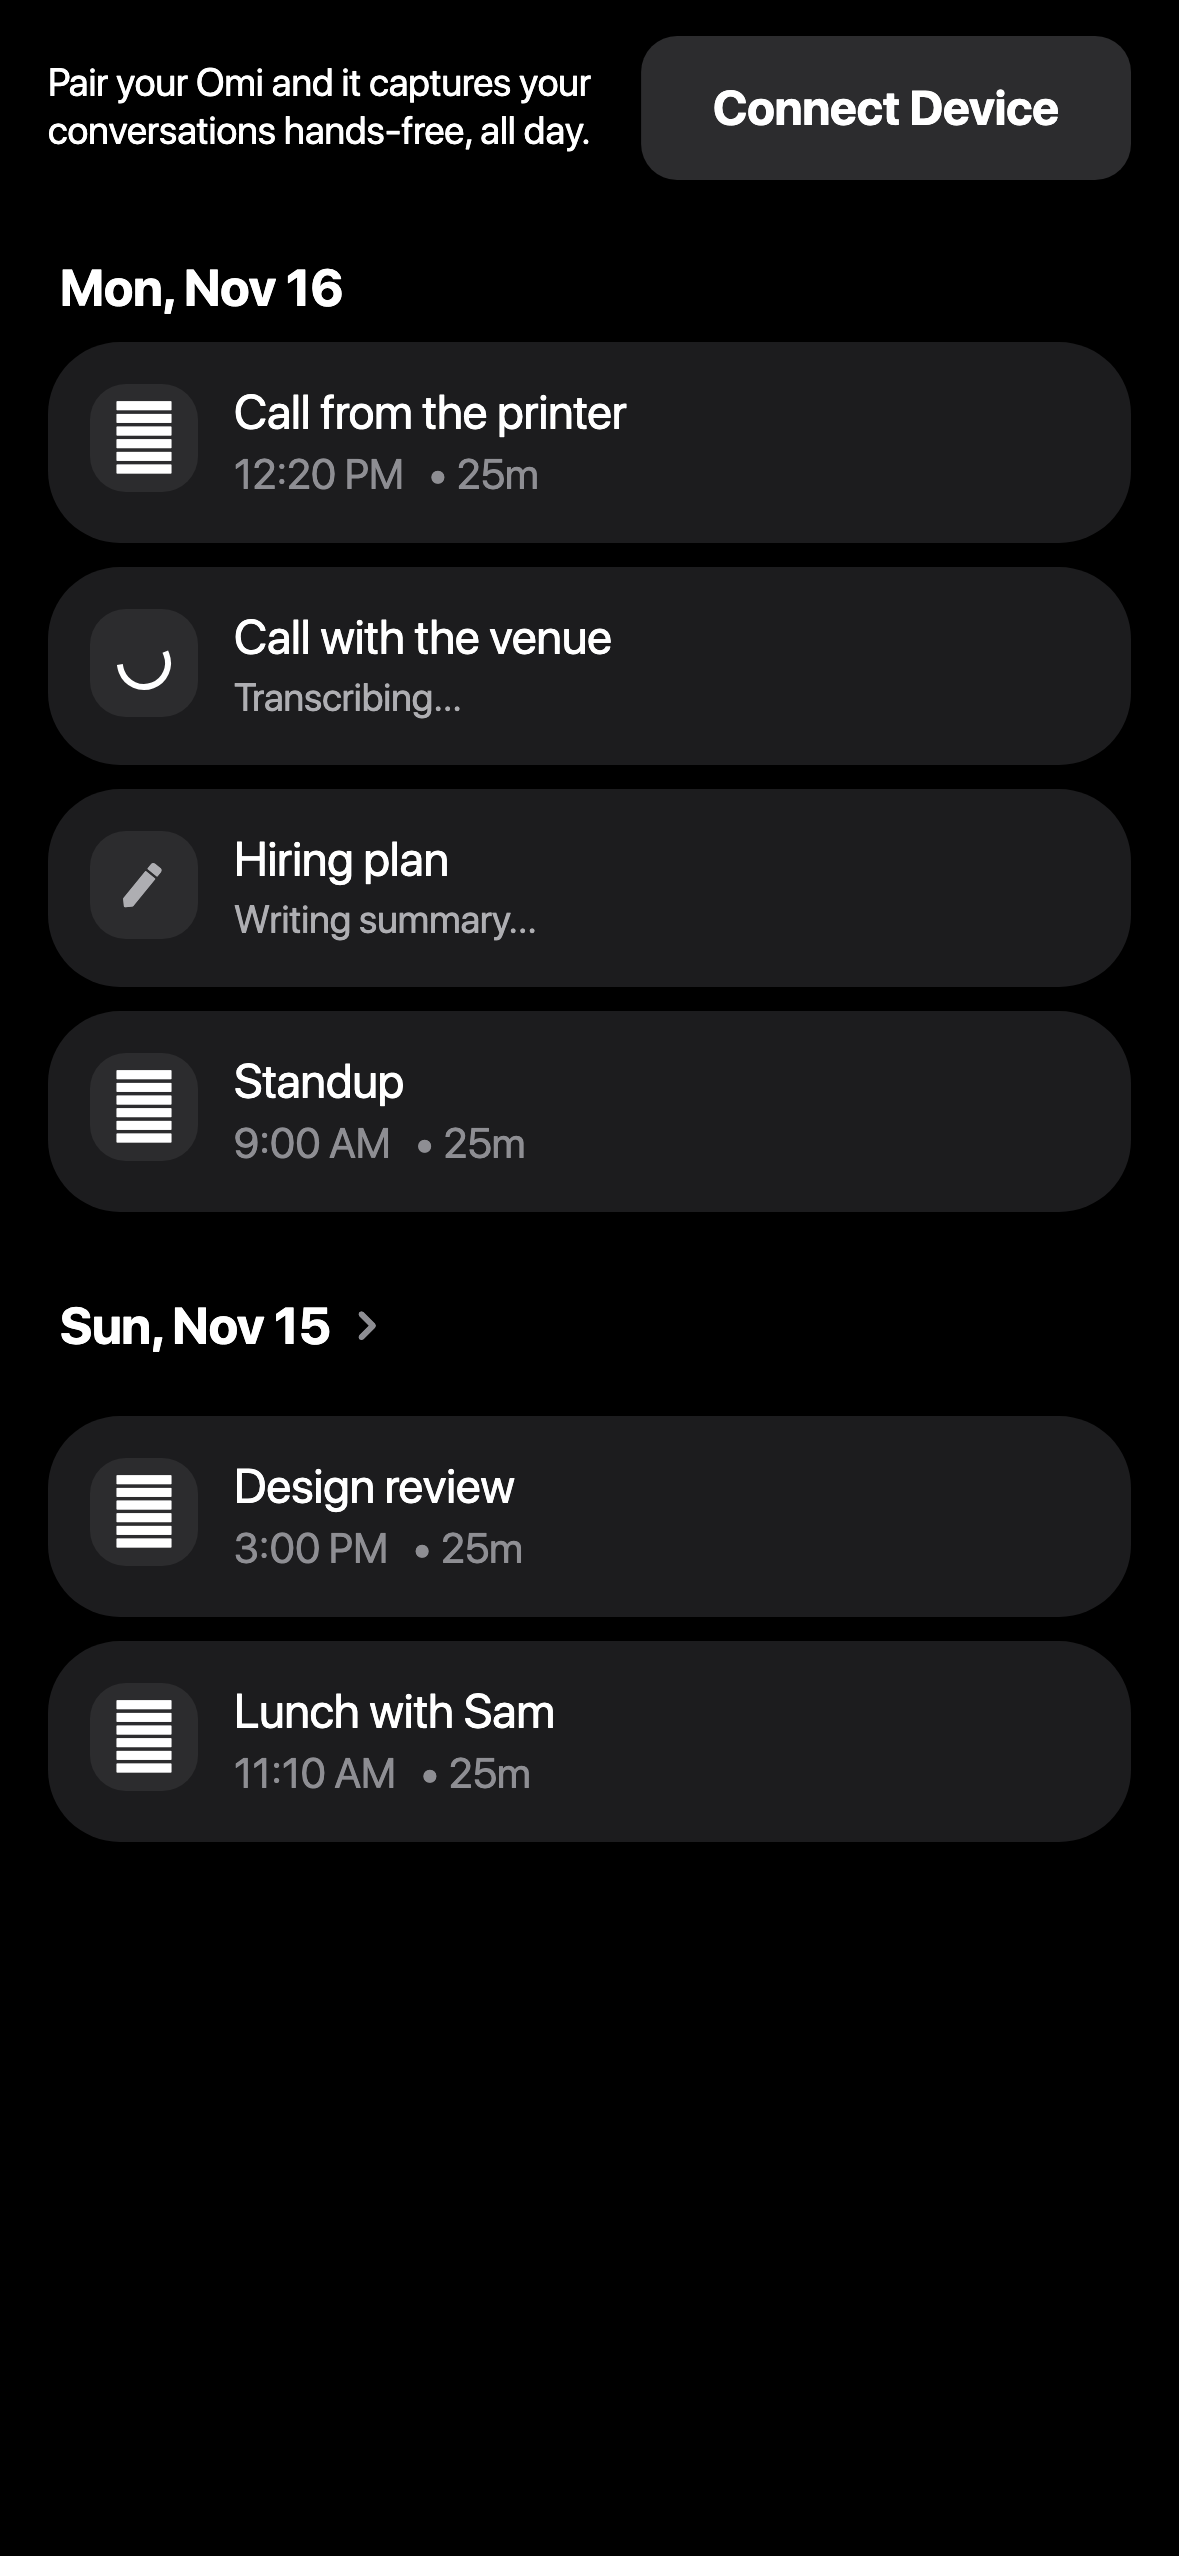 Pair your Omi and it captures your
conversations hands-free, all day.
Connect Device
Mon, Nov 16
Call from the printer
12:20 PM • 25m
Call with the venue
Transcribing...
Hiring plan
Writing summary...
Standup
9:00 AM • 25m
Sun, Nov 15
Design review
3:00 PM • 25m
Lunch with Sam
11:10 AM • 25m